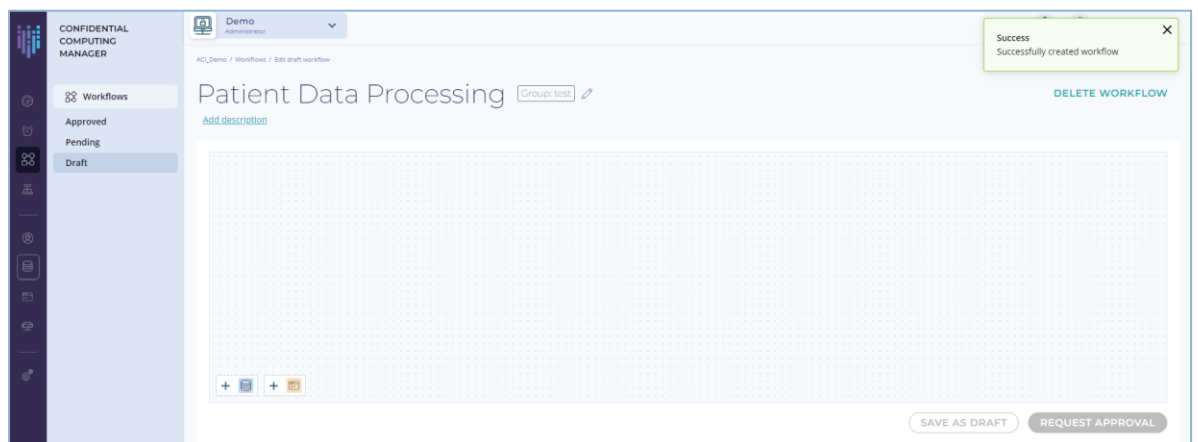 CONFIDENTIAL
COMPUTING
MANAGER
Workflows
Approved
Pending
Draft
Demo
Administrator
ACI_Demo / Workflows / Edit draft workflow
Patient Data Processing
Group: test
DELETE WORKFLOW
Add description
Success
Successfully created workflow
SAVE AS DRAFT
REQUEST APPROVAL